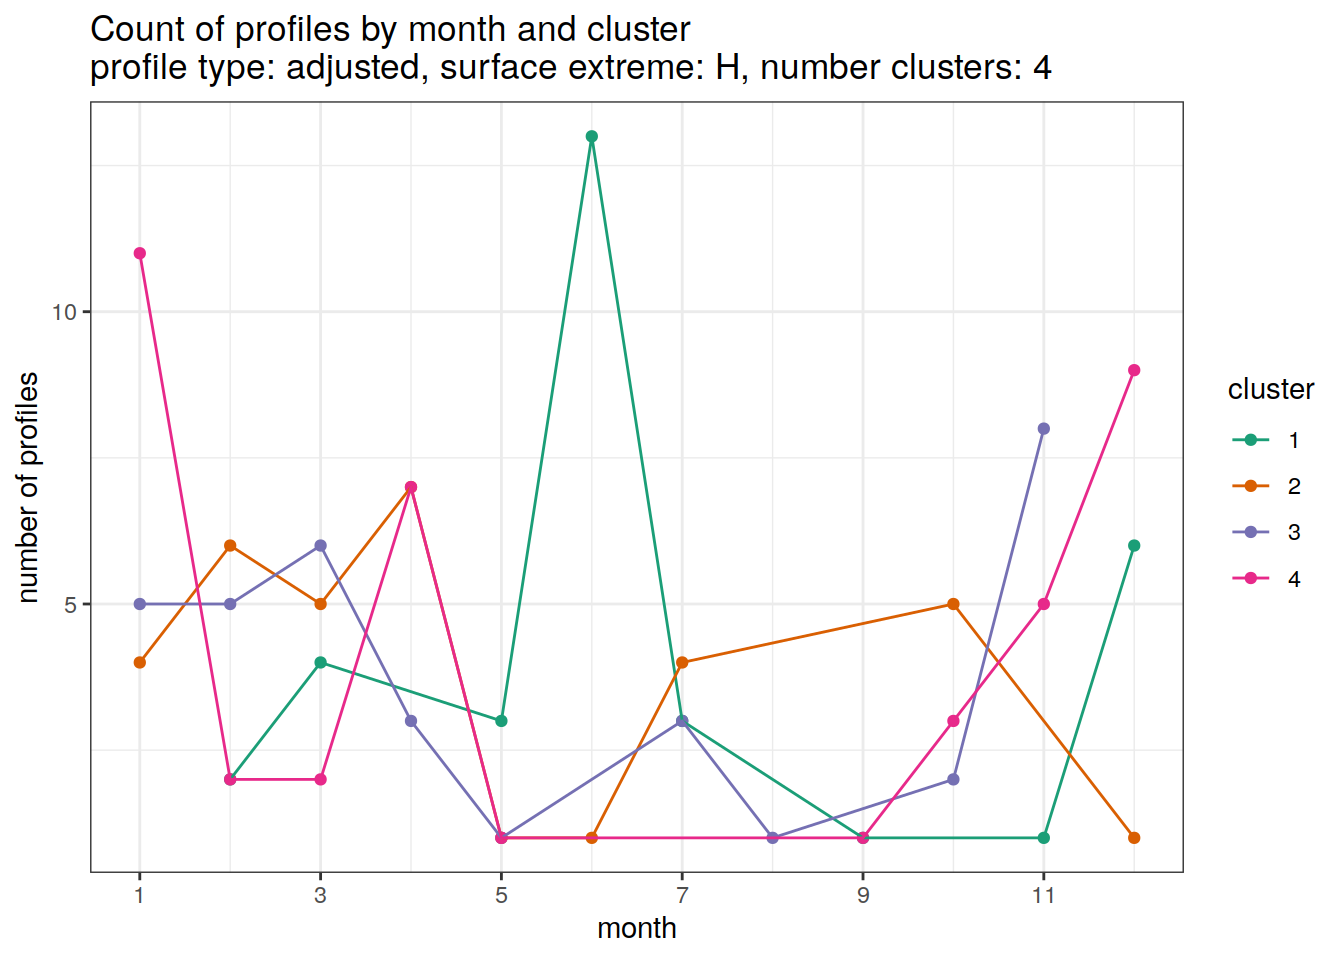 Count of profiles by month and cluster
profile type: adjusted, surface extreme: H, number clusters: 4
number of profiles
10
5
1
3
5
7
9
11
month
cluster
1
2
3
4